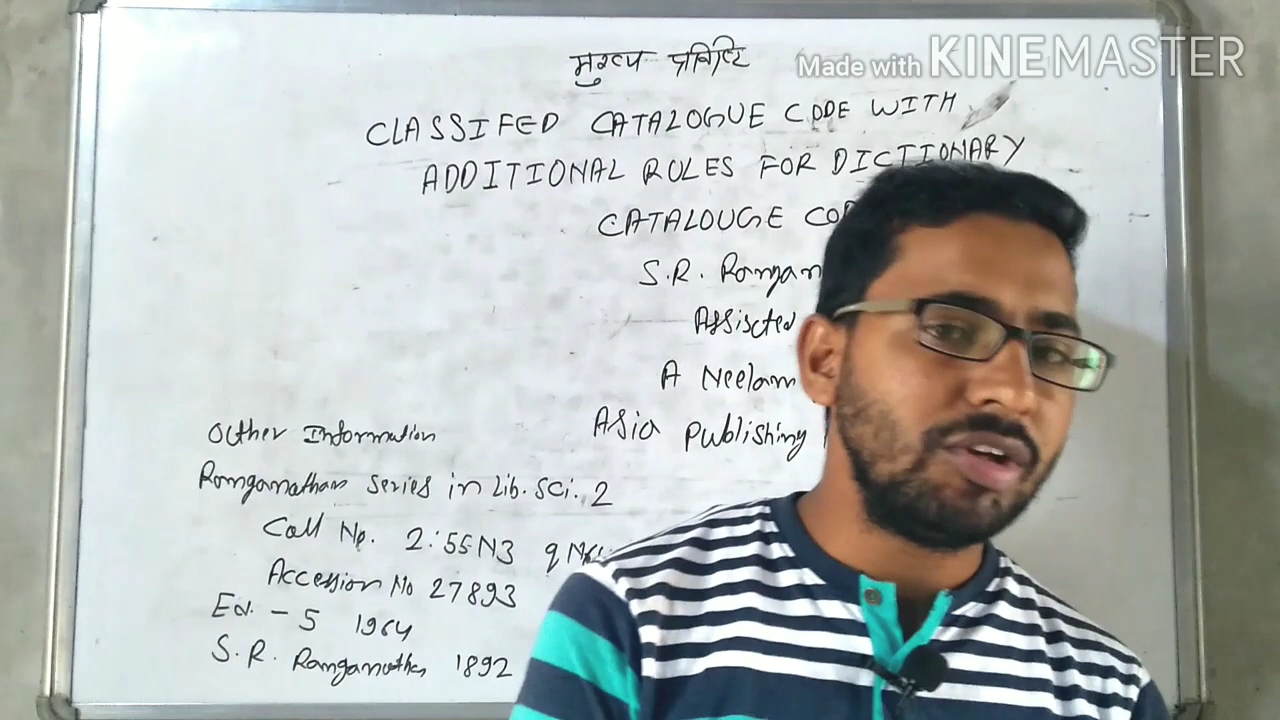 मुख्य प्रविष्टि
Made with KINEMASTER
CLASSIFED CATALOGUE CODE WITH
ADDITIONAL RULES FOR DICTIONARY
CATALOUGE
S.R.
Assisted
A Neelam
Asia Publishing
Other Information
Ranganathan series in Lib. Sci. 2
Call No. 2:55N3
Accession No 27893
Ed. - 5 1964
S.R. Ranganathan 1892